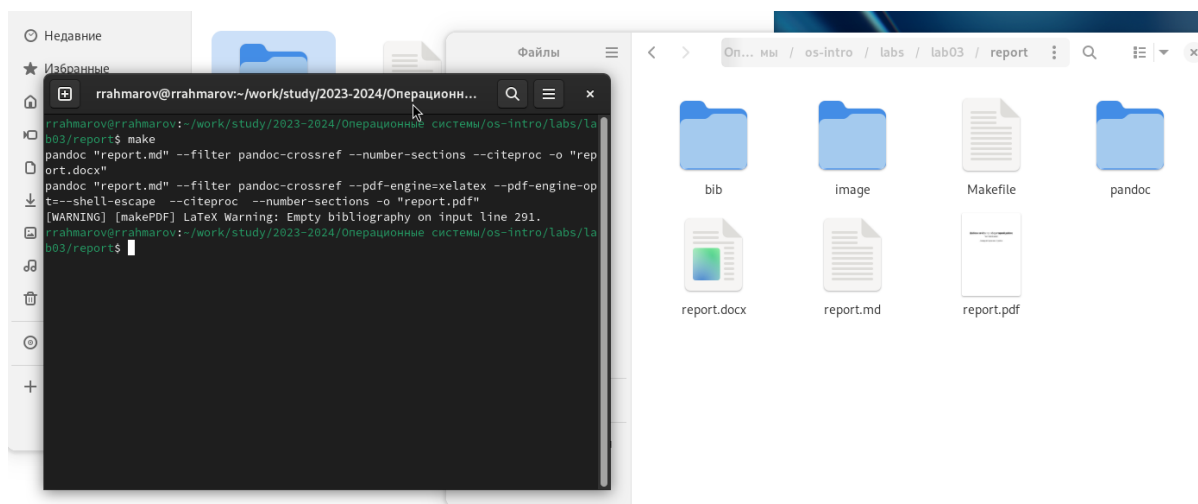 Недавние
Избранные
Файлы
Оп… мы / os-intro / labs / lab03 / report
rrahmarov@rrahmarov:~/work/study/2023-2024/Операционн...
rrahmarov@rrahmarov:~/work/study/2023-2024/Операционные системы/os-intro/labs/la
b03/report$ make
pandoc "report.md" --filter pandoc-crossref --number-sections --citeproc -o "rep
ort.docx"
pandoc "report.md" --filter pandoc-crossref --pdf-engine=xelatex --pdf-engine-op
t=--shell-escape  --citeproc  --number-sections -o "report.pdf"
[WARNING] [makePDF] LaTeX Warning: Empty bibliography on input line 291.
rrahmarov@rrahmarov:~/work/study/2023-2024/Операционные системы/os-intro/labs/la
b03/report$
bib
image
Makefile
pandoc
report.docx
report.md
report.pdf